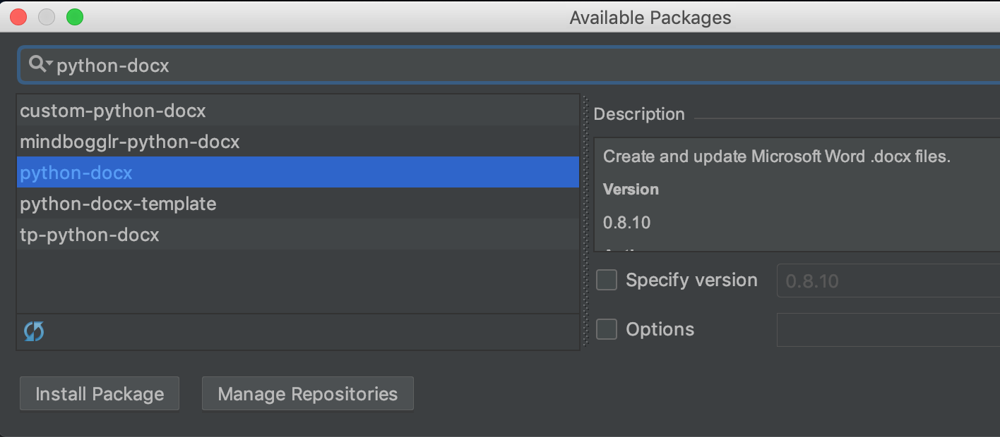 Available Packages
python-docx
custom-python-docx
mindbogglr-python-docx
python-docx
python-docx-template
tp-python-docx
Description
Create and update Microsoft Word .docx files.
Version
0.8.10
Specify version
0.8.10
Options
Install Package
Manage Repositories